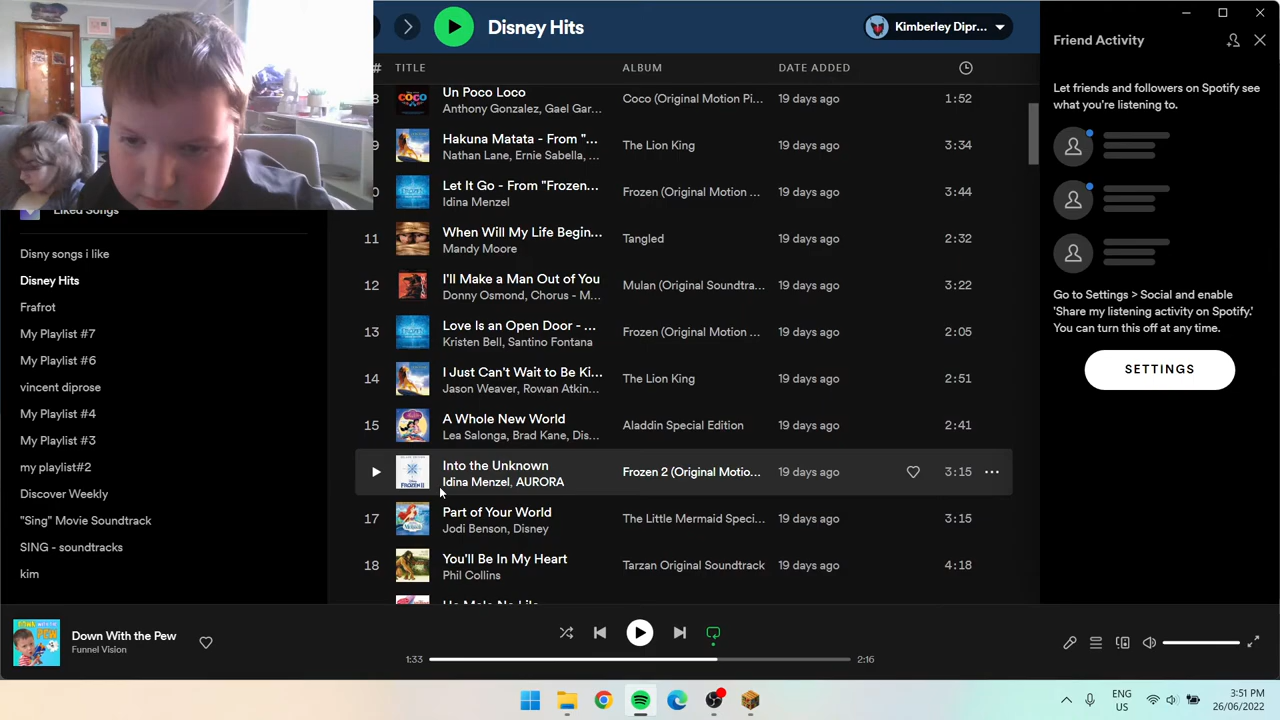 Disney Hits
Kimberley Dipr...
Friend Activity
# TITLE ALBUM DATE ADDED
Un Poco Loco
Anthony Gonzalez, Gael Gar...
Coco (Original Motion Pi...
19 days ago
1:52
Hakuna Matata - From "...
Nathan Lane, Ernie Sabella, ...
The Lion King
19 days ago
3:34
Let It Go - From "Frozen...
Idina Menzel
Frozen (Original Motion ...
19 days ago
3:44
11
When Will My Life Begin...
Mandy Moore
Tangled
19 days ago
2:32
12
I'll Make a Man Out of You
Donny Osmond, Chorus - M...
Mulan (Original Soundtra...
19 days ago
3:22
13
Love Is an Open Door - ...
Kristen Bell, Santino Fontana
Frozen (Original Motion ...
19 days ago
2:05
14
I Just Can't Wait to Be Ki...
Jason Weaver, Rowan Atkin...
The Lion King
19 days ago
2:51
15
A Whole New World
Lea Salonga, Brad Kane, Dis...
Aladdin Special Edition
19 days ago
2:41
Into the Unknown
Idina Menzel, AURORA
Frozen 2 (Original Motio...
19 days ago
3:15
17
Part of Your World
Jodi Benson, Disney
The Little Mermaid Speci...
19 days ago
3:15
18
You'll Be In My Heart
Phil Collins
Tarzan Original Soundtrack
19 days ago
4:18
Liked Songs
Disny songs i like
Disney Hits
Frafrot
My Playlist #7
My Playlist #6
vincent diprose
My Playlist #4
My Playlist #3
my playlist#2
Discover Weekly
"Sing" Movie Soundtrack
SING - soundtracks
kim
Let friends and followers on Spotify see
what you're listening to.
Go to Settings > Social and enable
'Share my listening activity on Spotify.'
You can turn this off at any time.
SETTINGS
Down With the Pew
Funnel Vision
1:33
2:16
ENG
US
3:51 PM
26/06/2022